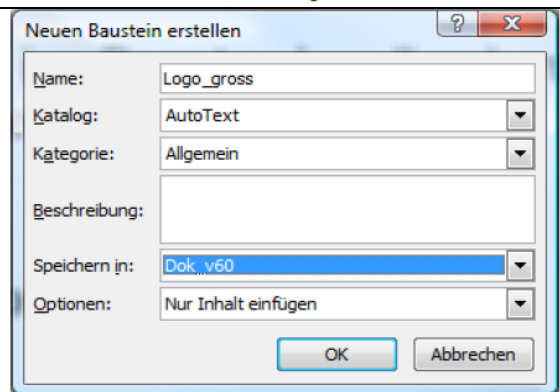 Neuen Baustein erstellen
Name: Logo_gross
Katalog: AutoText
Kategorie: Allgemein
Beschreibung:
Speichern in: Dok_v60
Optionen: Nur Inhalt einfügen
OK Abbrechen